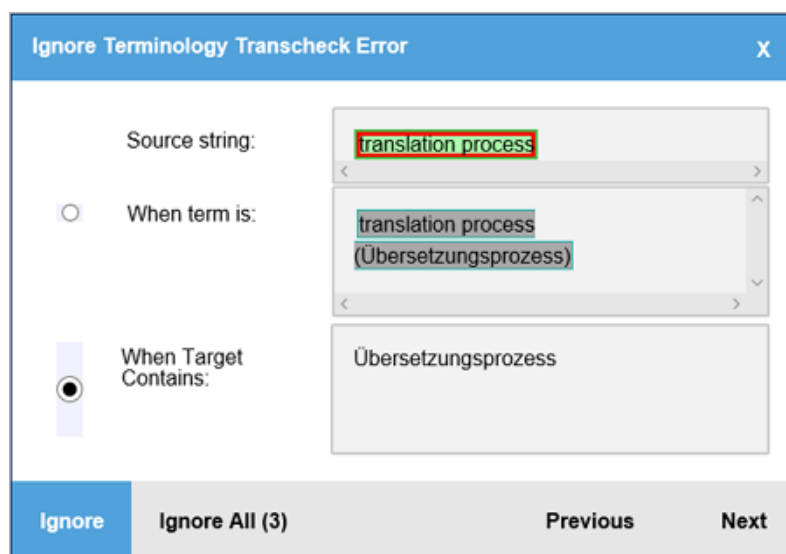 Ignore Terminology Transcheck Error X
Source string: translation process
When term is: translation process
(Übersetzungsprozess)
When Target Übersetzungsprozess
Contains:
Ignore Ignore All (3) Previous Next